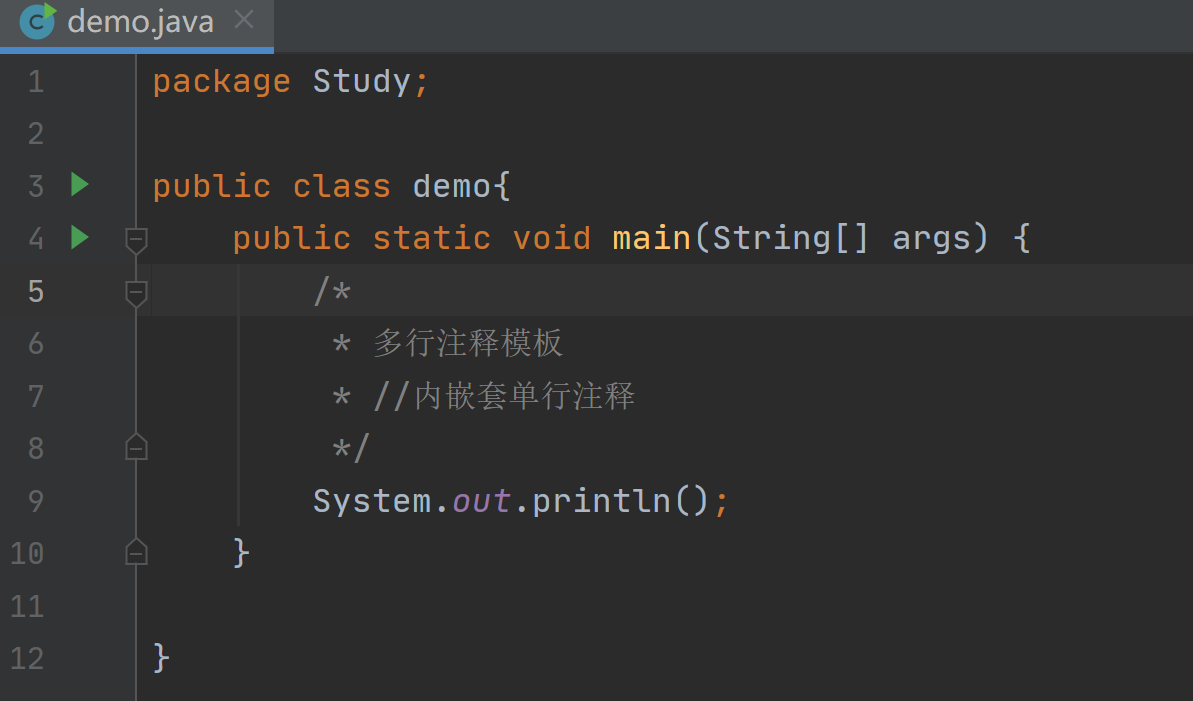 demo.java
1 package Study;
2
3 public class demo{
4     public static void main(String[] args) {
5         /*
6          * 多行注释模板
7          * //内嵌套单行注释
8          */
9         System.out.println();
10     }
11
12 }